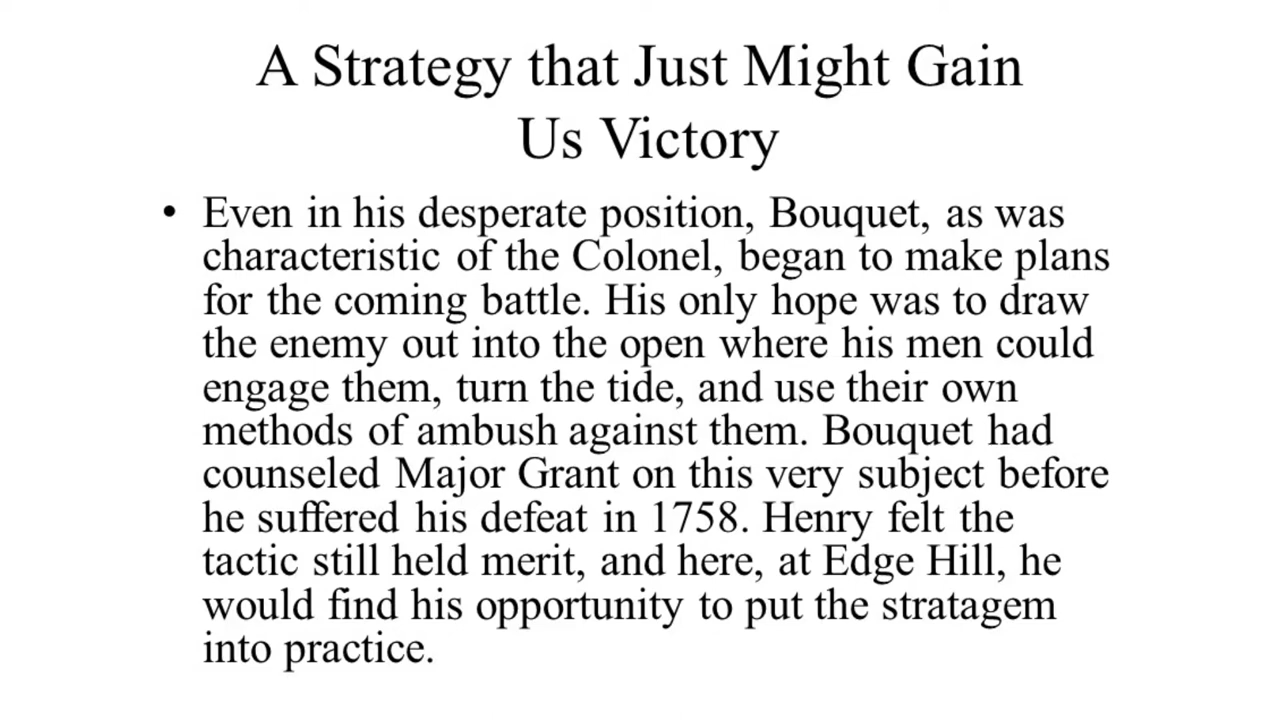 A Strategy that Just Might Gain
Us Victory
• Even in his desperate position, Bouquet, as was
characteristic of the Colonel, began to make plans
for the coming battle. His only hope was to draw
the enemy out into the open where his men could
engage them, turn the tide, and use their own
methods of ambush against them. Bouquet had
counseled Major Grant on this very subject before
he suffered his defeat in 1758. Henry felt the
tactic still held merit, and here, at Edge Hill, he
would find his opportunity to put the stratagem
into practice.